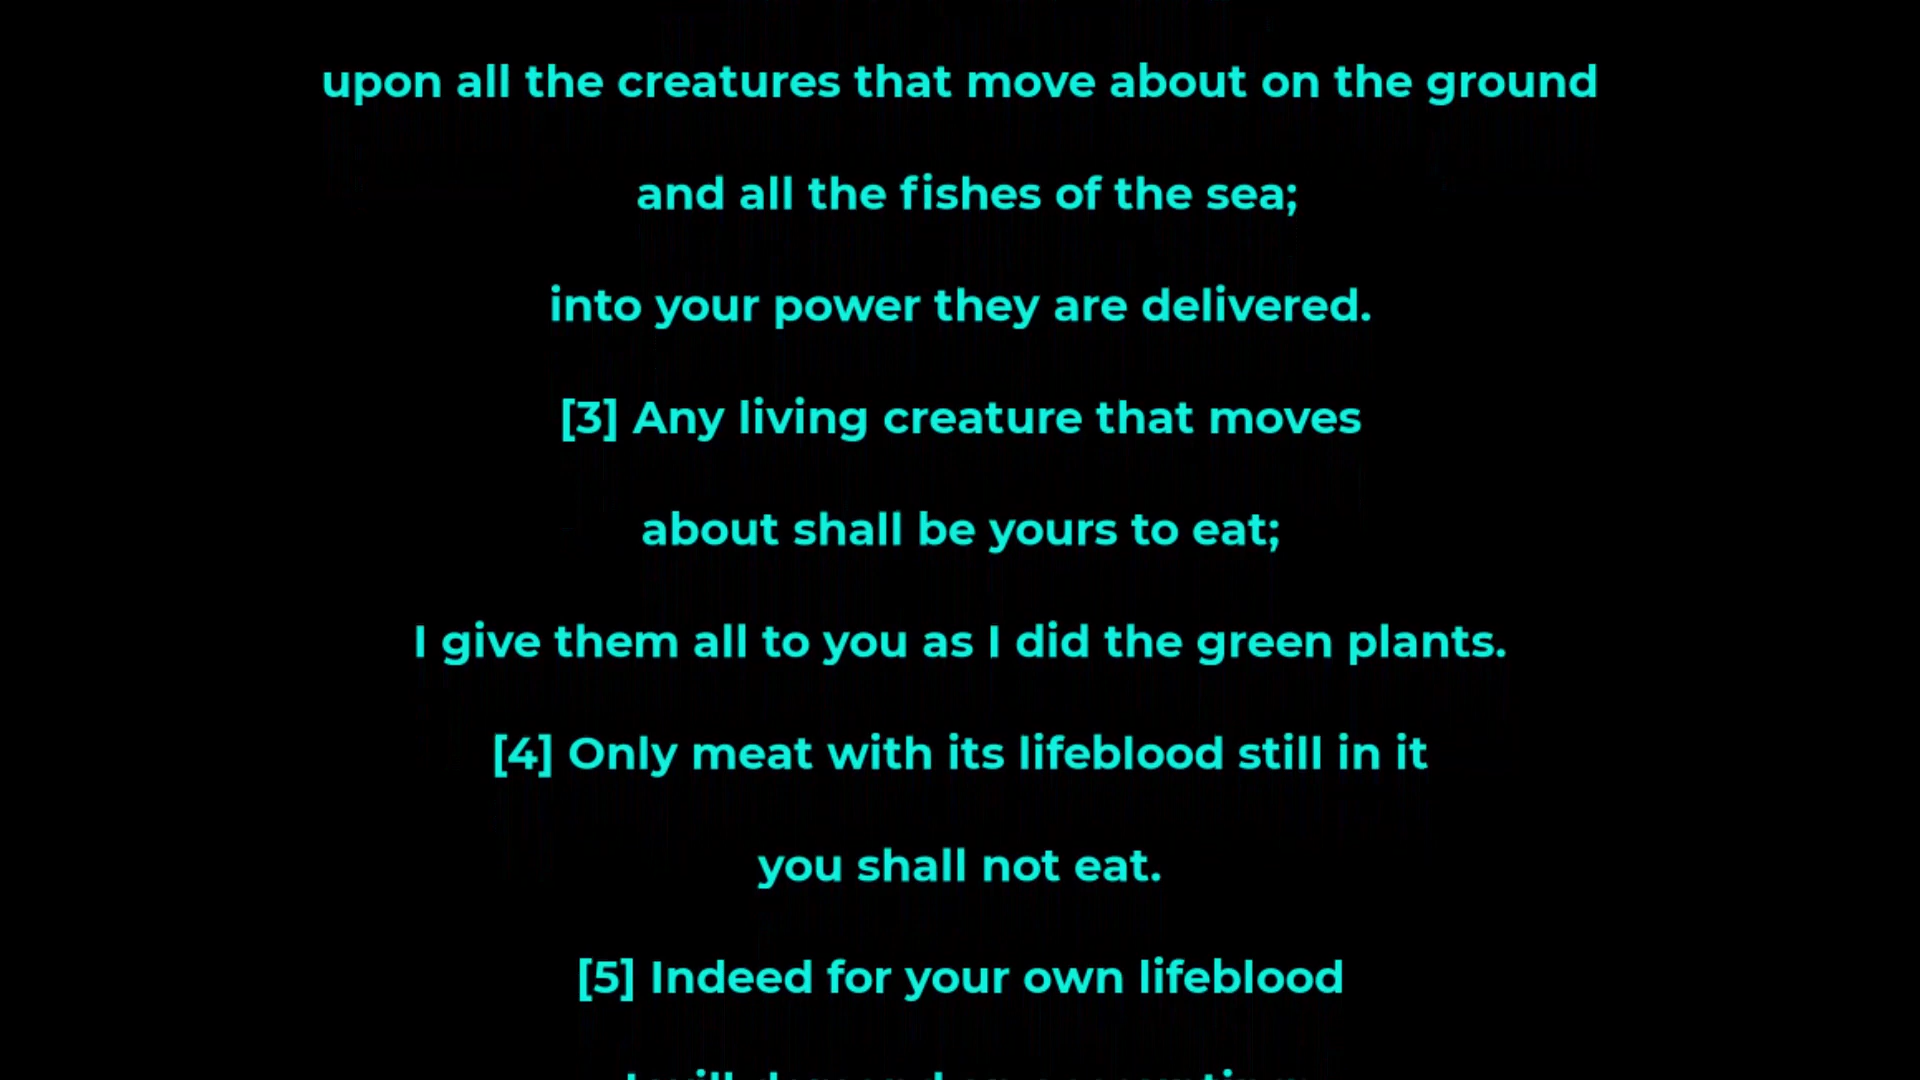 upon all the creatures that move about on the ground
and all the fishes of the sea;
into your power they are delivered.
[3] Any living creature that moves
about shall be yours to eat;
I give them all to you as I did the green plants.
[4] Only meat with its lifeblood still in it
you shall not eat.
[5] Indeed for your own lifeblood